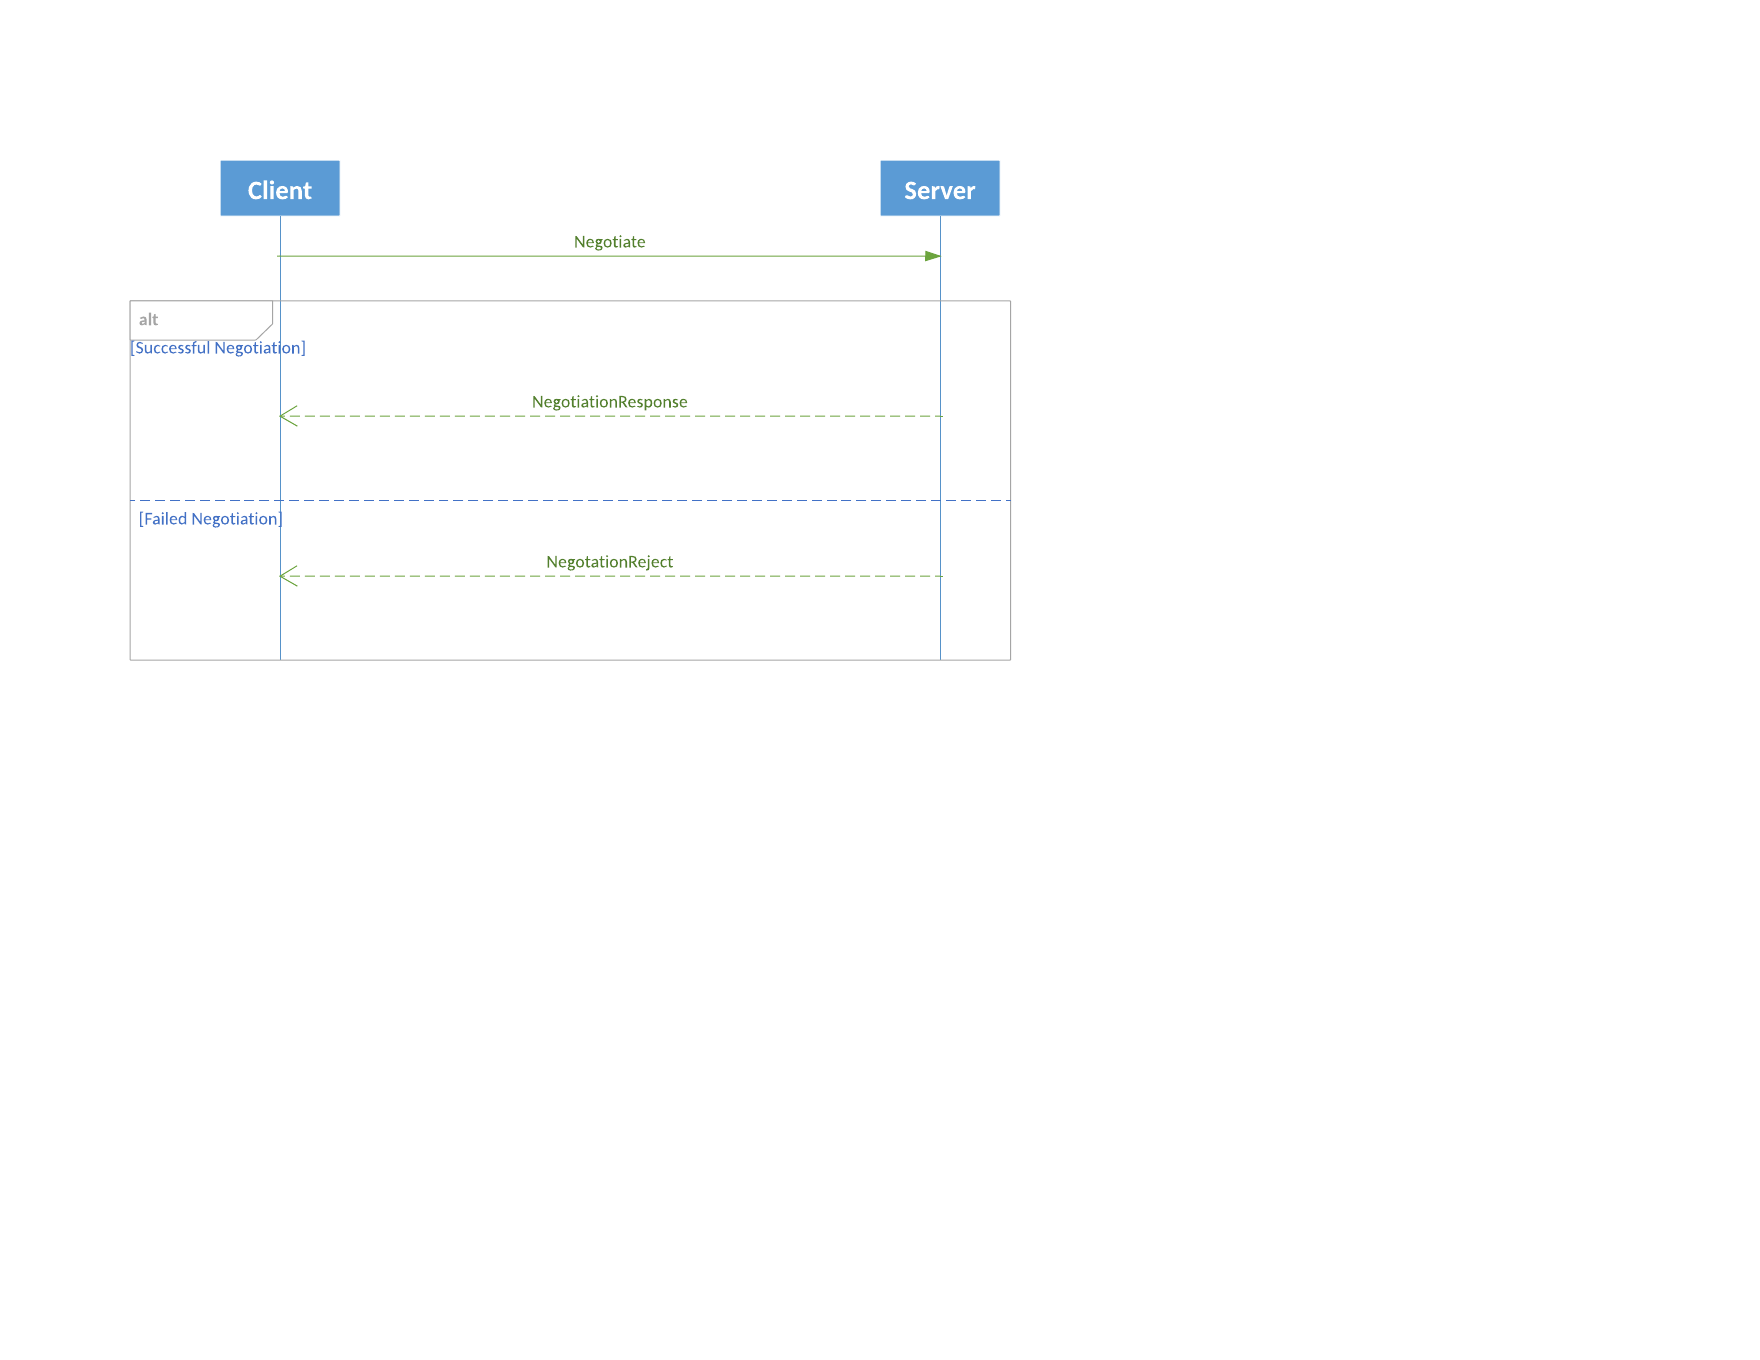 Client
Server
Negotiate
alt
[Successful Negotiation]
NegotiationResponse
[Failed Negotiation]
NegotationReject